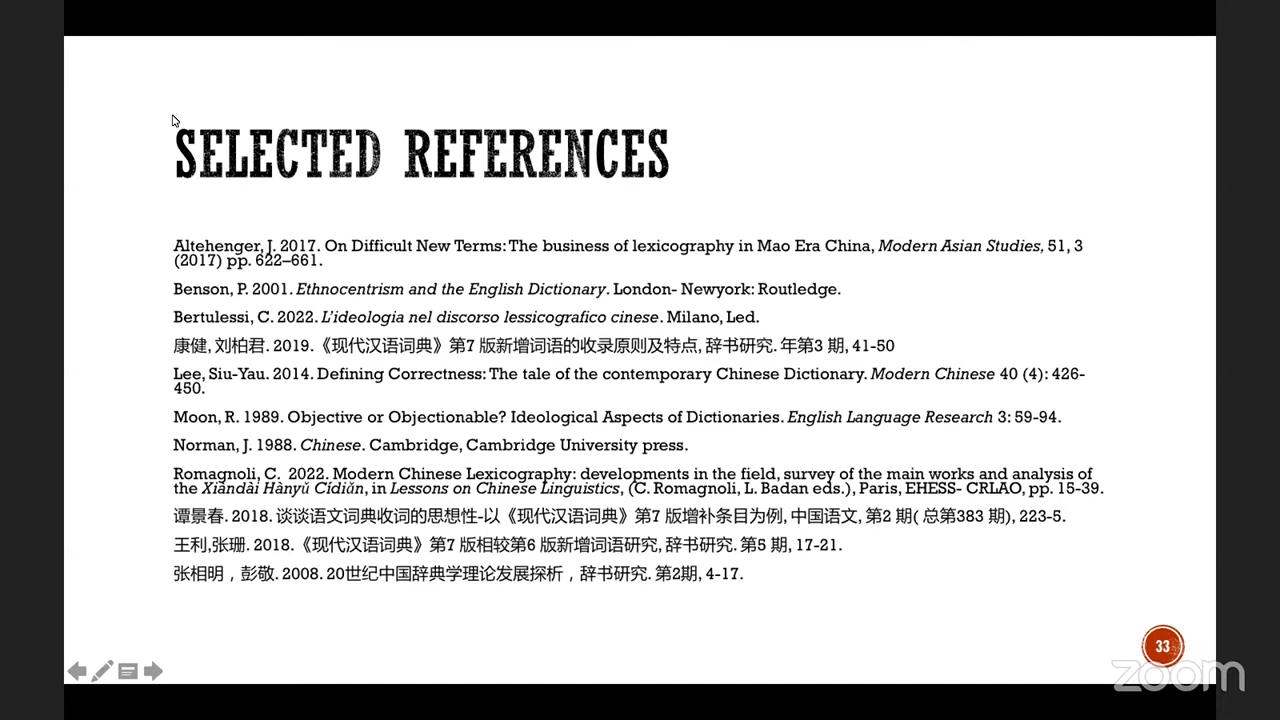 SELECTED REFERENCES
Altehenger, J. 2017. On Difficult New Terms: The business of lexicography in Mao Era China, Modern Asian Studies, 51, 3
(2017) pp. 622–661.
Benson, P. 2001. Ethnocentrism and the English Dictionary. London- Newyork: Routledge.
Bertulessi, C. 2022. L'ideologia nel discorso lessicografico cinese. Milano, Led.
康健, 刘柏君. 2019.《现代汉语词典》第7 版新增词语的收录原则及特点, 辞书研究. 年第3 期, 41-50
Lee, Siu-Yau. 2014. Defining Correctness: The tale of the contemporary Chinese Dictionary. Modern Chinese 40 (4): 426-
450.
Moon, R. 1989. Objective or Objectionable? Ideological Aspects of Dictionaries. English Language Research 3: 59-94.
Norman, J. 1988. Chinese. Cambridge, Cambridge University press.
Romagnoli, C. 2022. Modern Chinese Lexicography: developments in the field, survey of the main works and analysis of
the Xiàndài Hànyǔ Cídiǎn, in Lessons on Chinese Linguistics, (C. Romagnoli, L. Badan eds.), Paris, EHESS- CRLAO, pp. 15-39.
谭景春. 2018. 谈谈语文词典收词的思想性-以《现代汉语词典》第7 版增补条目为例, 中国语文, 第2 期( 总第383 期), 223-5.
王利,张珊. 2018.《现代汉语词典》第7 版相较第6 版新增词语研究, 辞书研究. 第5 期, 17-21.
张相明，彭敬. 2008. 20世纪中国辞典学理论发展探析，辞书研究. 第2期, 4-17.
33
zoom